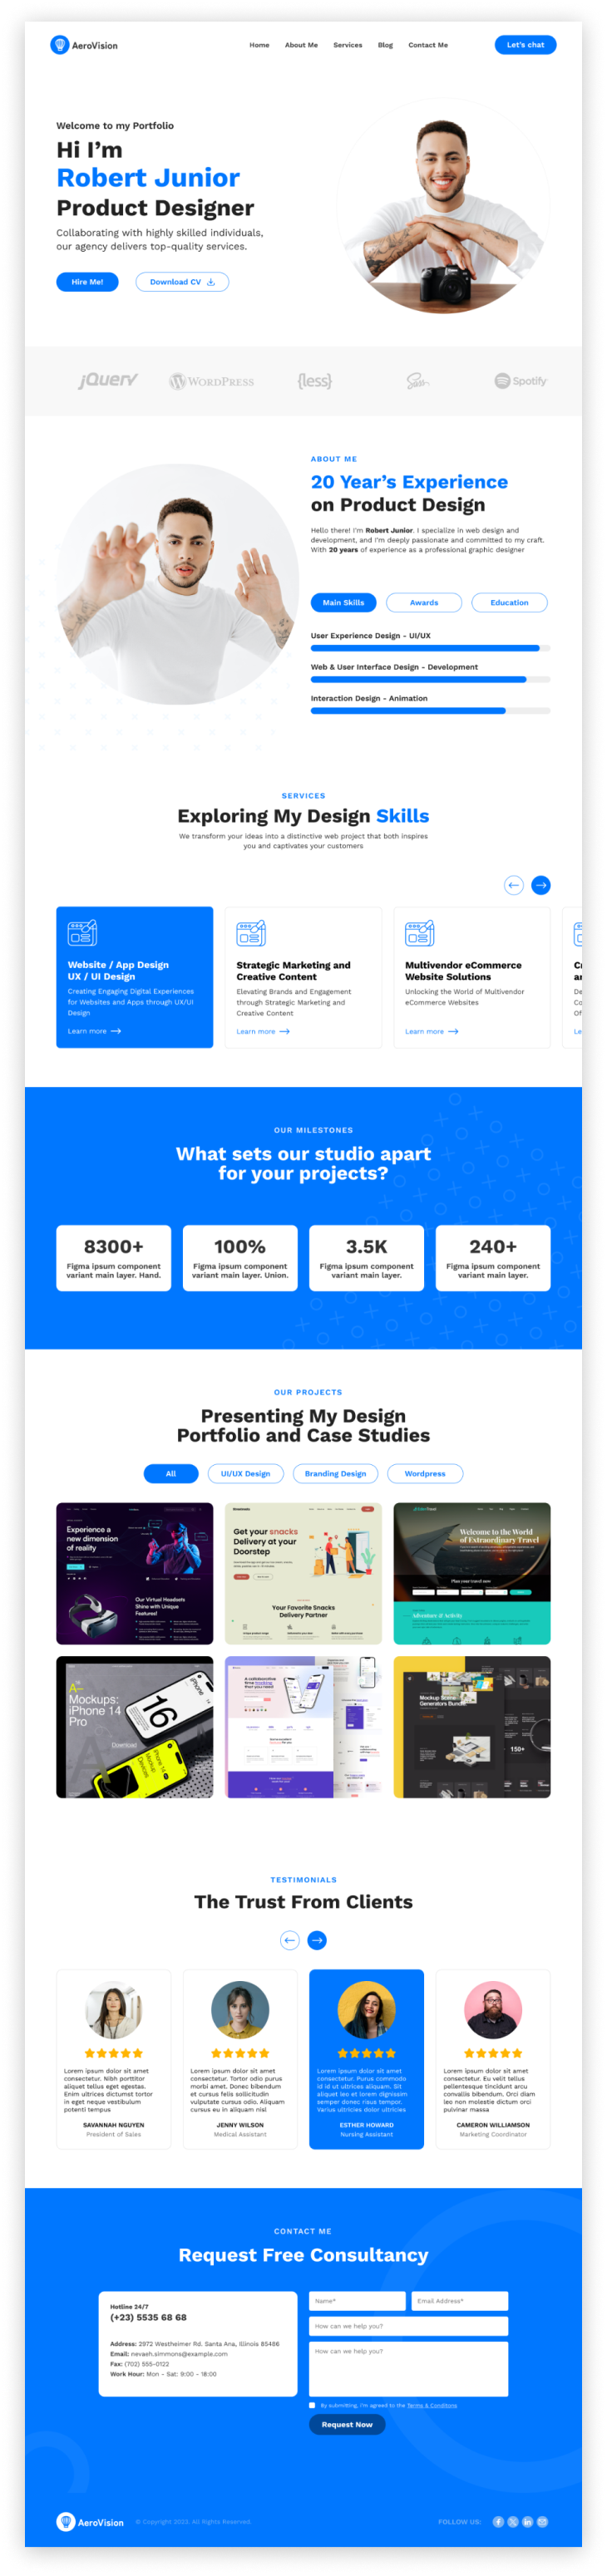 AeroVision
Home About Me Services Blog Contact Me
Let's chat
Welcome to my Portfolio
Hi I'm
Robert Junior
Product Designer
Collaborating with highly skilled individuals,
our agency delivers top-quality services.
Hire Me!
Download CV
jQuery
WORDPRESS
{less}
Sass
Spotify
ABOUT ME
20 Year's Experience
on Product Design
Hello there! I'm Robert Junior. I specialize in web design and
development, and I'm deeply passionate and committed to my craft.
With 20 years of experience as a professional graphic designer
Main Skills
Awards
Education
User Experience Design - UI/UX
Web & User Interface Design - Development
Interaction Design - Animation
SERVICES
Exploring My Design Skills
We transform your ideas into a distinctive web project that both inspires
you and captivates your customers
Website / App Design
UX / UI Design
Creating Engaging Digital Experiences
for Websites and Apps through UX/UI
Design
Learn more
Strategic Marketing and
Creative Content
Elevating Brands and Engagement
through Strategic Marketing and
Creative Content
Learn more
Multivendor eCommerce
Website Solutions
Unlocking the World of Multivendor
eCommerce Websites
Learn more
OUR MILESTONES
What sets our studio apart
for your projects?
8300+
Figma ipsum component
variant main layer. Hand.
100%
Figma ipsum component
variant main layer. Union.
3.5K
Figma ipsum component
variant main layer.
240+
Figma ipsum component
variant main layer.
OUR PROJECTS
Presenting My Design
Portfolio and Case Studies
All
UI/UX Design
Branding Design
Wordpress
Experience a
new dimension
of reality
Our Virtual Headsets
Shine with Unique
Features!
Get your snacks
Delivery at your
Doorstep
Your Favorite Snacks
Delivery Partner
Welcome to the World
of Extraordinary Travel
Plan your travel now
Adventure & Activity
Mockups:
iPhone 14
Pro
Download
16
iPhone
A collaborative
Mockup Scene
Generators Bundle
150+
TESTIMONIALS
The Trust From Clients
Lorem ipsum dolor sit amet
consectetur. Nibh porttitor
aliquet tellus eget egestas.
Enim ultrices dictumst tortor
in eget neque vestibulum
potenti tempus
SAVANNAH NGUYEN
President of Sales
Lorem ipsum dolor sit amet
consectetur. Tortor odio purus
morbi amet. Donec bibendum
et cursus felis sollicitudin
vulputate cursus odio. Aliquam
cursus eu in aliquam nisl
JENNY WILSON
Medical Assistant
Lorem ipsum dolor sit amet
consectetur. Purus commodo
id id ut ultrices aliquam. Sit
aliquet leo et lorem dignissim
semper donec risus tempor.
Varius ultricies dolor ultricies
ESTHER HOWARD
Nursing Assistant
Lorem ipsum dolor sit amet
consectetur. Eu velit tellus
pellentesque tincidunt arcu
convallis bibendum. Orci diam
leo non molestie dictum orci
pulvinar massa
CAMERON WILLIAMSON
Marketing Coordinator
CONTACT ME
Request Free Consultancy
Hotline 24/7
(+23) 5535 68 68
Address: 2972 Westheimer Rd. Santa Ana, Illinois 85486
Email: nevaeh.simmons@example.com
Fax: (702) 555-0122
Work Hour: Mon - Sat: 9:00 - 18:00
Name*
Email Address*
How can we help you?
How can we help you?
By submitting, I'm agreed to the Terms & Conditions
Request Now
AeroVision
© Copyright 2023. All Rights Reserved.
FOLLOW US: